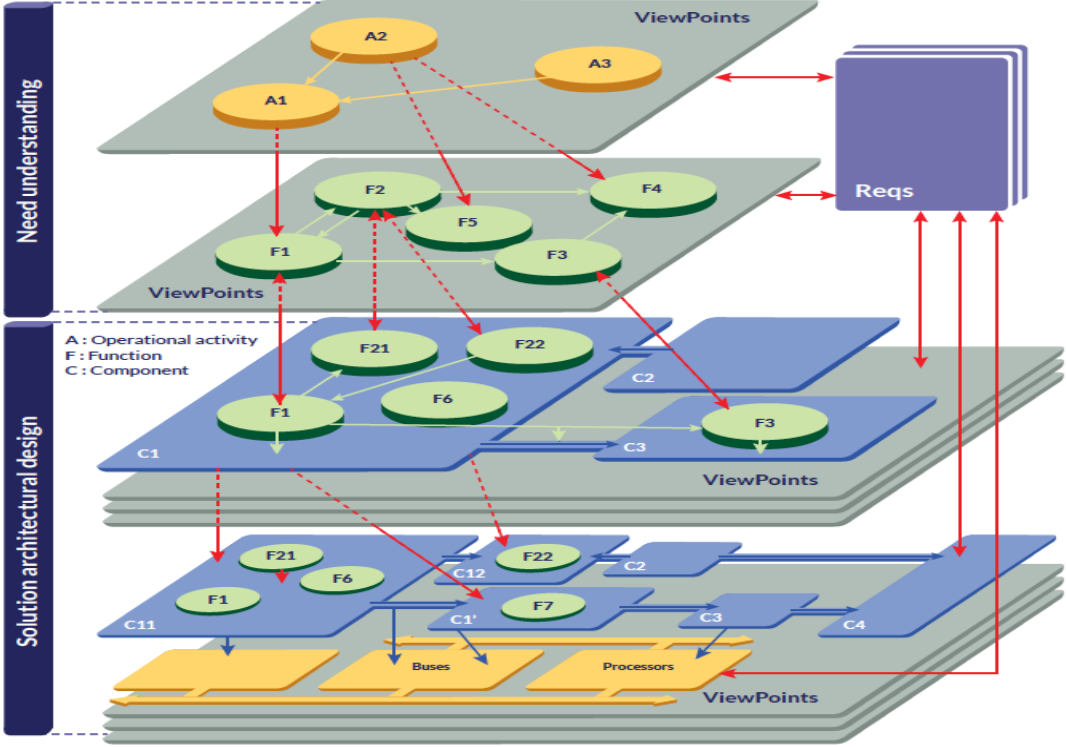 Need understanding
ViewPoints
A2
A3
A1
Reqs
F2
F4
F5
F1
F3
ViewPoints
Solution architectural design
A : Operational activity
F : Function
C : Component
F21
F22
C2
F6
F1
F3
C1
C3
ViewPoints
F21
F22
C2
C12
F6
F1
F7
C11
C1'
C3
C4
Buses
Processors
ViewPoints